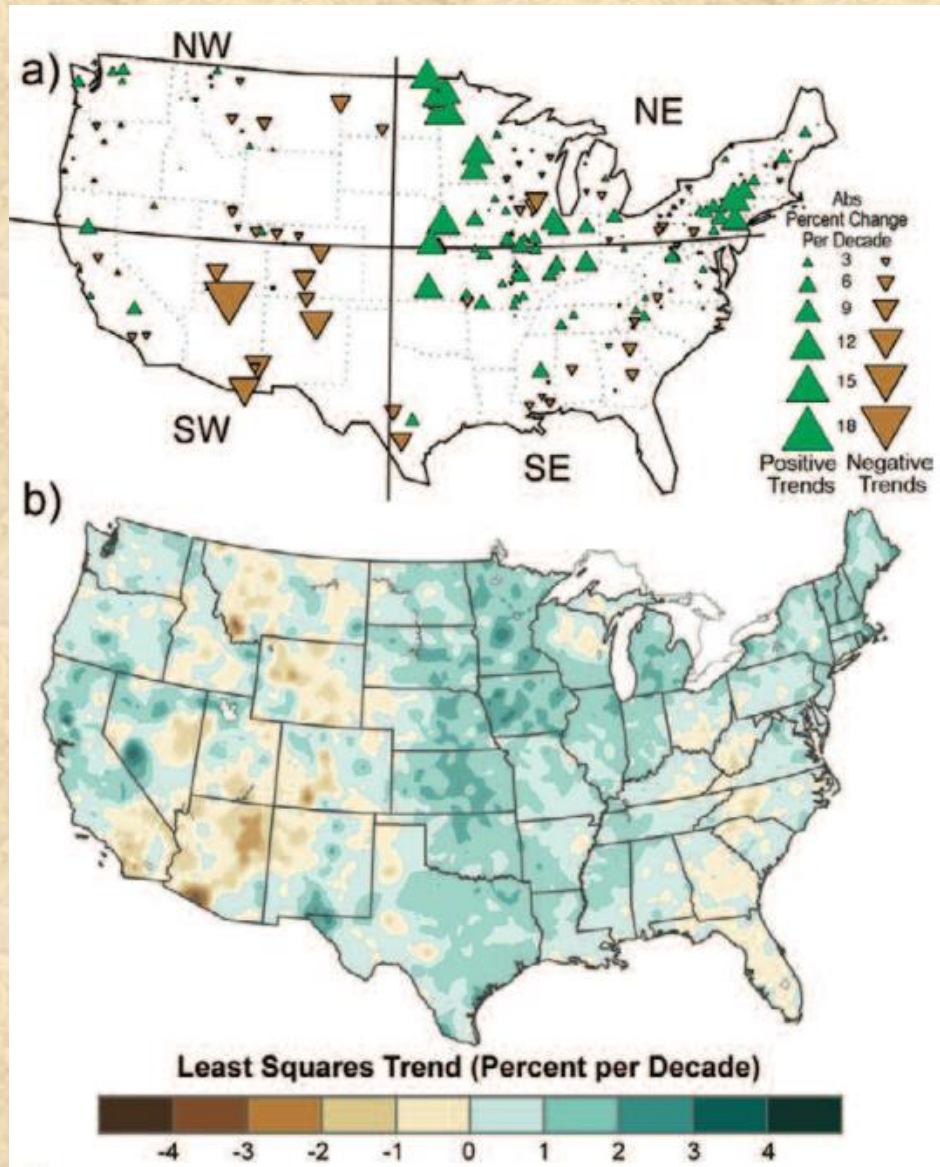 a)
NW
NE
Abs
Percent Change
Per Decade
3
6
9
12
15
18
Positive Negative
Trends Trends
SW
SE
b)
Least Squares Trend (Percent per Decade)
-4 -3 -2 -1 0 1 2 3 4